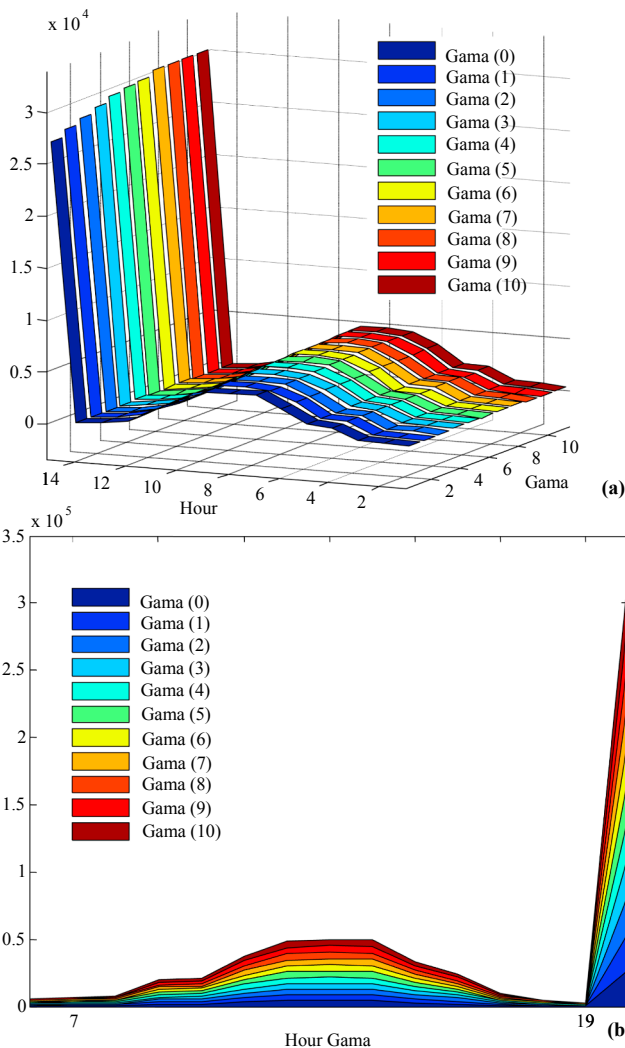 x 10^4
3
2.5
2
1.5
1
0.5
0
14
12
10
8
6
4
2
Hour
2
4
6
8
10
Gama
Gama (0)
Gama (1)
Gama (2)
Gama (3)
Gama (4)
Gama (5)
Gama (6)
Gama (7)
Gama (8)
Gama (9)
Gama (10)
(a)
x 10^5
3.5
3
2.5
2
1.5
1
0.5
0
Gama (0)
Gama (1)
Gama (2)
Gama (3)
Gama (4)
Gama (5)
Gama (6)
Gama (7)
Gama (8)
Gama (9)
Gama (10)
7
19
Hour Gama
(b